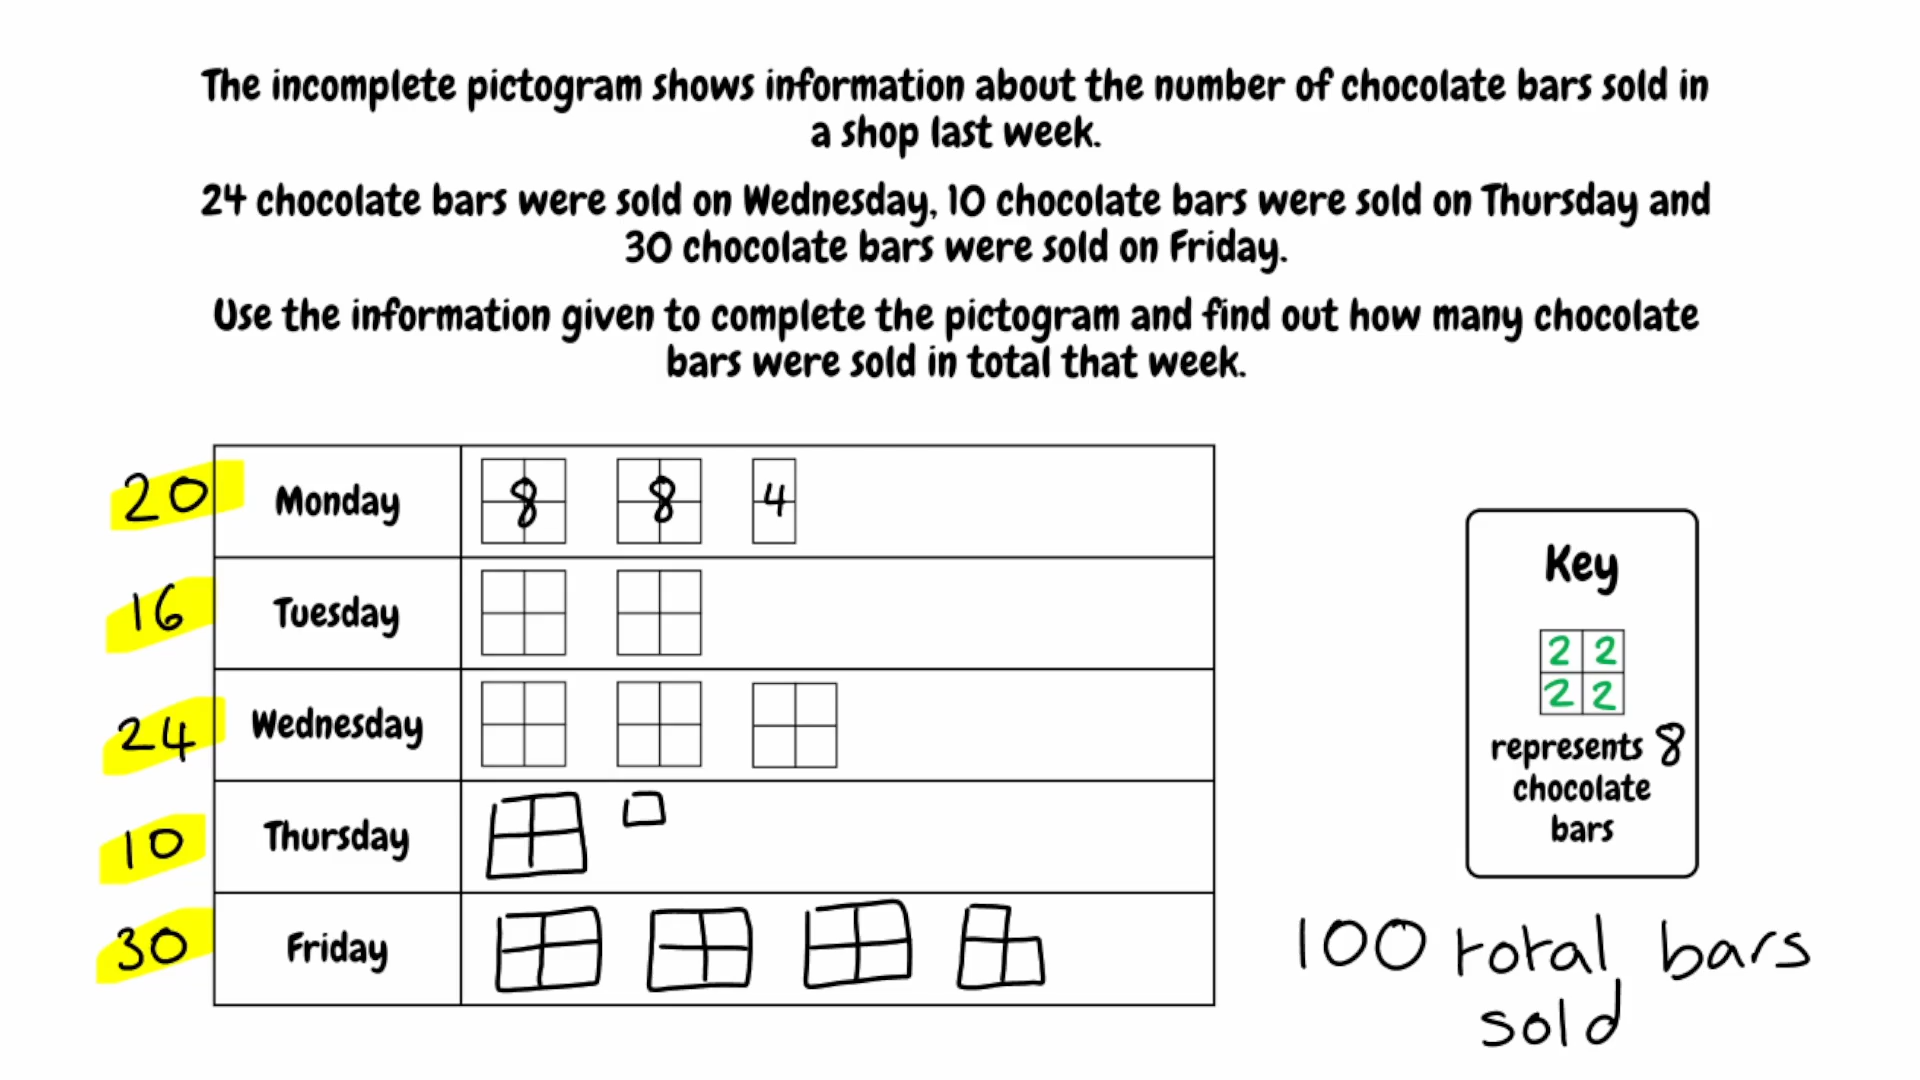 The incomplete pictogram shows information about the number of chocolate bars sold in
a shop last week.
24 chocolate bars were sold on Wednesday, 10 chocolate bars were sold on Thursday and
30 chocolate bars were sold on Friday.
Use the information given to complete the pictogram and find out how many chocolate
bars were sold in total that week.
20 Monday 8 8 4
16 Tuesday
24 Wednesday
10 Thursday
30 Friday
Key
2 2
2 2
represents 8
chocolate
bars
100 total bars
sold